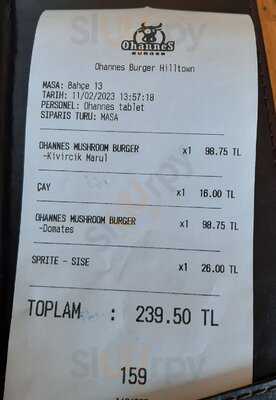 OhanneS
BURGER
Ohannes Burger Hilltown
MASA: Bahçe 13
TARIH: 11/02/2023 13:57:18
PERSONEL: Ohannes tablet
SIPARIS TURU: MASA
OHANNES MUSHROOM BURGER x1 98.75 TL
-Kivircik Marul
ÇAY x1 16.00 TL
OHANNES MUSHROOM BURGER x1 98.75 TL
-Domates
SPRITE - SISE x1 26.00 TL
TOPLAM : 239.50 TL
159